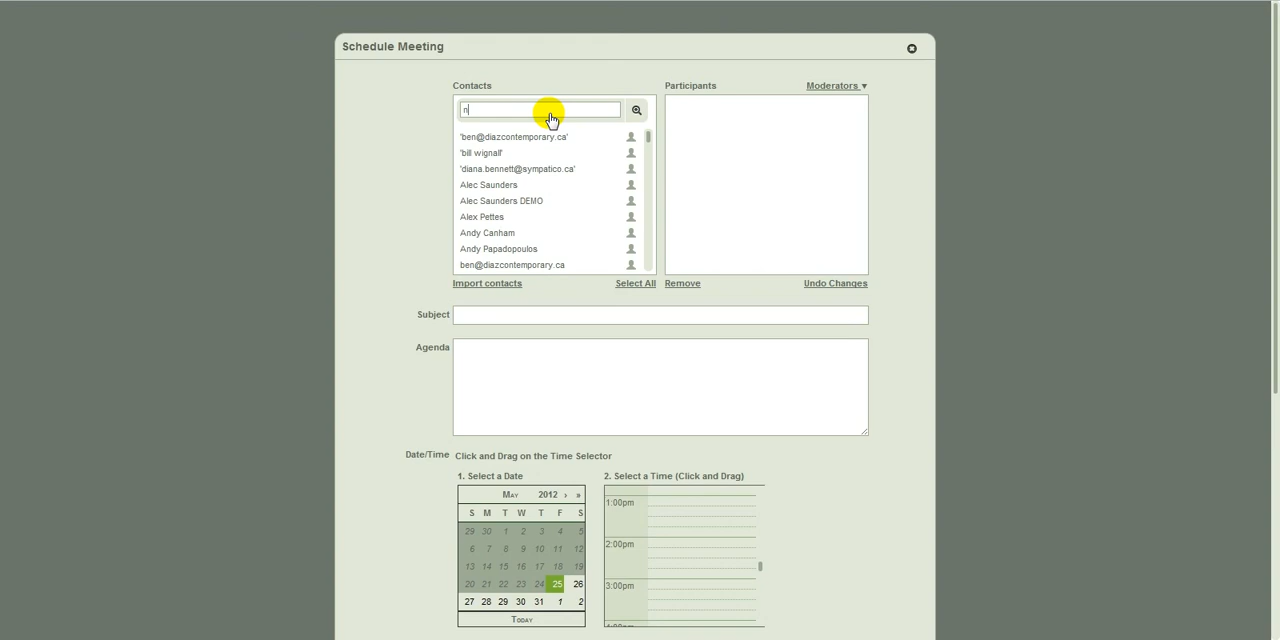 Schedule Meeting
Contacts
Participants
Moderators ▾
n
'ben@diazcontemporary.ca'
'bill wignall'
'diana.bennett@sympatico.ca'
Alec Saunders
Alec Saunders DEMO
Alex Pettes
Andy Canham
Andy Papadopoulos
ben@diazcontemporary.ca
Import contacts
Select All
Remove
Undo Changes
Subject
Agenda
Date/Time
Click and Drag on the Time Selector
1. Select a Date
2. Select a Time (Click and Drag)
May 2012 › »
S M T W T F S
29 30 1 2 3 4 5
6 7 8 9 10 11 12
13 14 15 16 17 18 19
20 21 22 23 24 25 26
27 28 29 30 31 1 2
Today
1:00pm
2:00pm
3:00pm
4:00pm